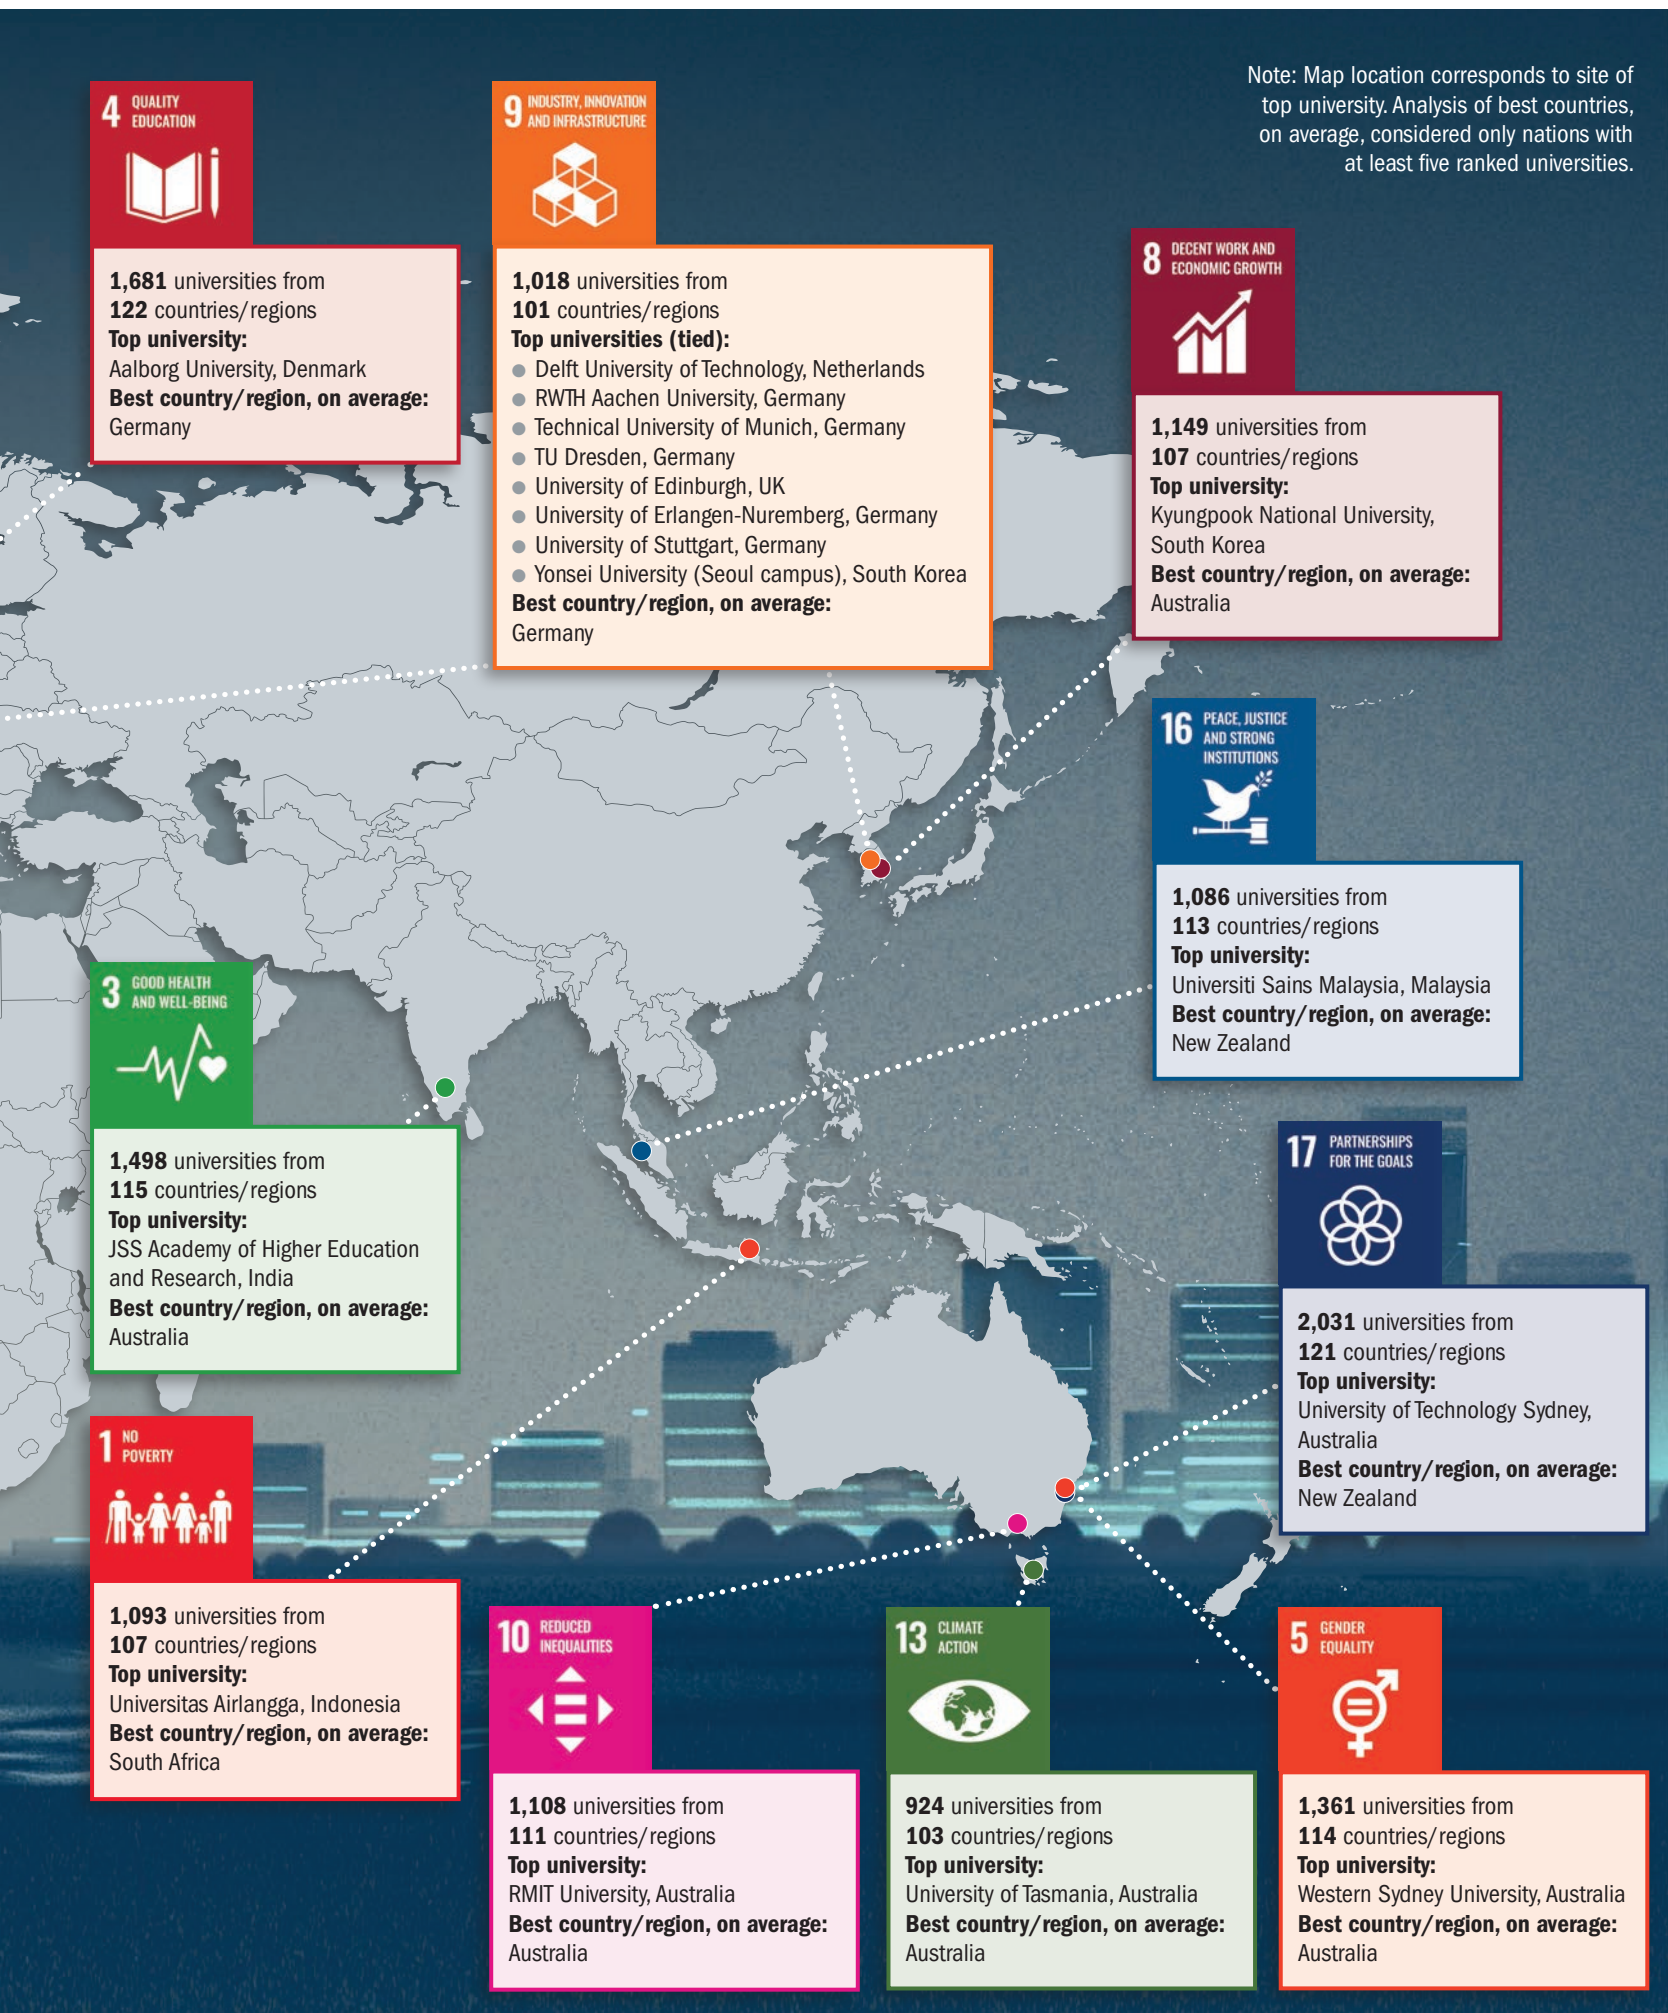 Note: Map location corresponds to site of
top university. Analysis of best countries,
on average, considered only nations with
at least five ranked universities.
4 QUALITY
EDUCATION
1,681 universities from
122 countries/regions
Top university:
Aalborg University, Denmark
Best country/region, on average:
Germany
9 INDUSTRY, INNOVATION
AND INFRASTRUCTURE
1,018 universities from
101 countries/regions
Top universities (tied):
● Delft University of Technology, Netherlands
● RWTH Aachen University, Germany
● Technical University of Munich, Germany
● TU Dresden, Germany
● University of Edinburgh, UK
● University of Erlangen-Nuremberg, Germany
● University of Stuttgart, Germany
● Yonsei University (Seoul campus), South Korea
Best country/region, on average:
Germany
8 DECENT WORK AND
ECONOMIC GROWTH
1,149 universities from
107 countries/regions
Top university:
Kyungpook National University,
South Korea
Best country/region, on average:
Australia
16 PEACE, JUSTICE
AND STRONG
INSTITUTIONS
1,086 universities from
113 countries/regions
Top university:
Universiti Sains Malaysia, Malaysia
Best country/region, on average:
New Zealand
3 GOOD HEALTH
AND WELL-BEING
1,498 universities from
115 countries/regions
Top university:
JSS Academy of Higher Education
and Research, India
Best country/region, on average:
Australia
17 PARTNERSHIPS
FOR THE GOALS
2,031 universities from
121 countries/regions
Top university:
University of Technology Sydney,
Australia
Best country/region, on average:
New Zealand
1 NO
POVERTY
1,093 universities from
107 countries/regions
Top university:
Universitas Airlangga, Indonesia
Best country/region, on average:
South Africa
10 REDUCED
INEQUALITIES
1,108 universities from
111 countries/regions
Top university:
RMIT University, Australia
Best country/region, on average:
Australia
13 CLIMATE
ACTION
924 universities from
103 countries/regions
Top university:
University of Tasmania, Australia
Best country/region, on average:
Australia
5 GENDER
EQUALITY
1,361 universities from
114 countries/regions
Top university:
Western Sydney University, Australia
Best country/region, on average:
Australia